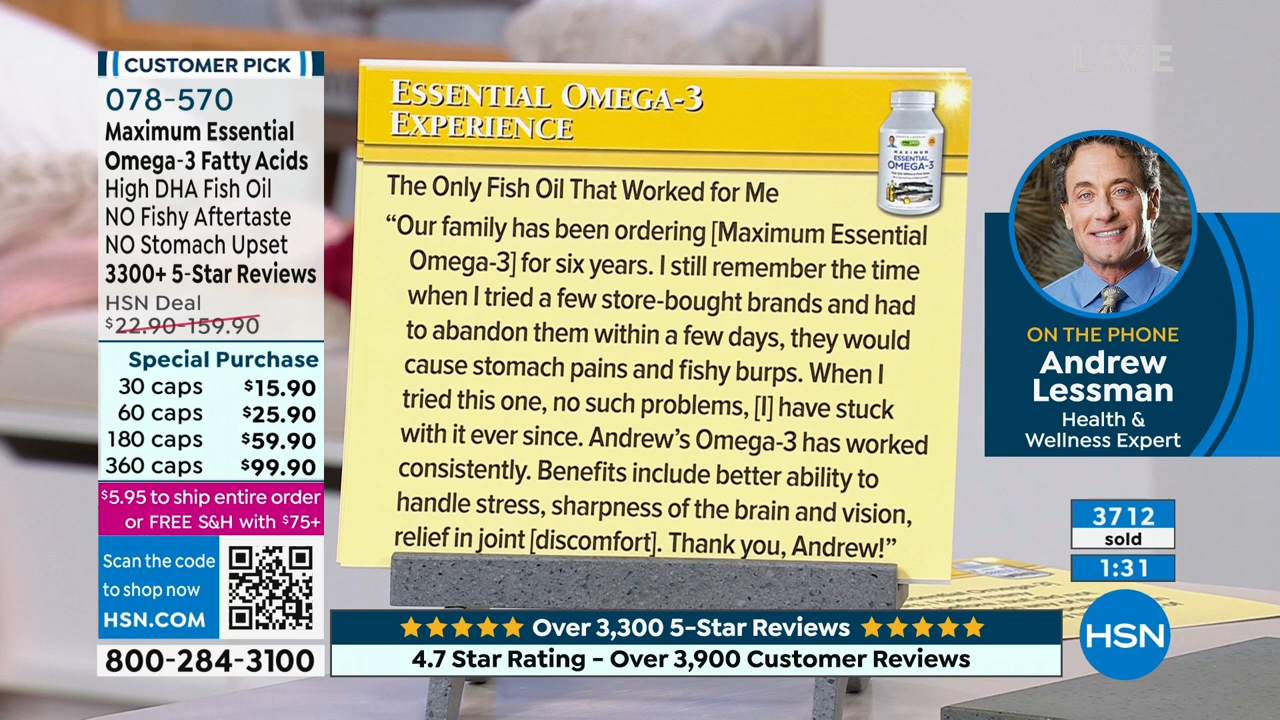 CUSTOMER PICK
078-570
Maximum Essential
Omega-3 Fatty Acids
High DHA Fish Oil
NO Fishy Aftaste
NO Stomach Upset
3300+ 5-Star Reviews
HSN Deal
$22.90-159.90
Special Purchase
30 caps $15.90
60 caps $25.90
180 caps $59.90
360 caps $99.90
$5.95 to ship entire order
or FREE S&H with $75+
Scan the code
to shop now
HSN.COM
800-284-3100
ESSENTIAL OMEGA-3
EXPERIENCE
MAXIMUM
ESSENTIAL
OMEGA-3
The Only Fish Oil That Worked for Me
“Our family has been ordering [Maximum Essential
Omega-3] for six years. I still remember the time
when I tried a few store-bought brands and had
to abandon them within a few days, they would
cause stomach pains and fishy burps. When I
tried this one, no such problems, [I] have stuck
with it ever since. Andrew’s Omega-3 has worked
consistently. Benefits include better ability to
handle stress, sharpness of the brain and vision,
relief in joint [discomfort]. Thank you, Andrew!”
Over 3,300 5-Star Reviews
4.7 Star Rating – Over 3,900 Customer Reviews
LIVE
ON THE PHONE
Andrew
Lessman
Health &
Wellness Expert
3712
sold
1:31
HSN